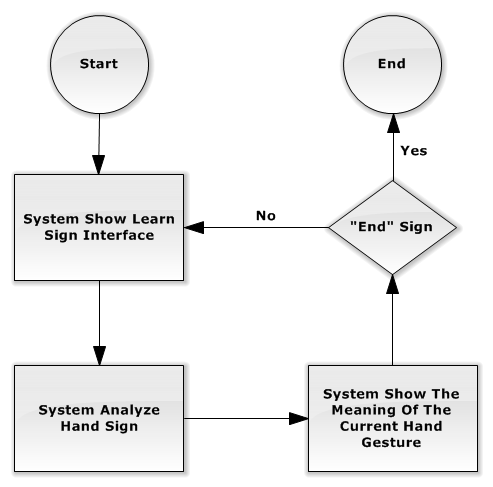 Start
End
Yes
System Show Learn
Sign Interface
No
"End" Sign
System Analyze
Hand Sign
System Show The
Meaning Of The
Current Hand
Gesture